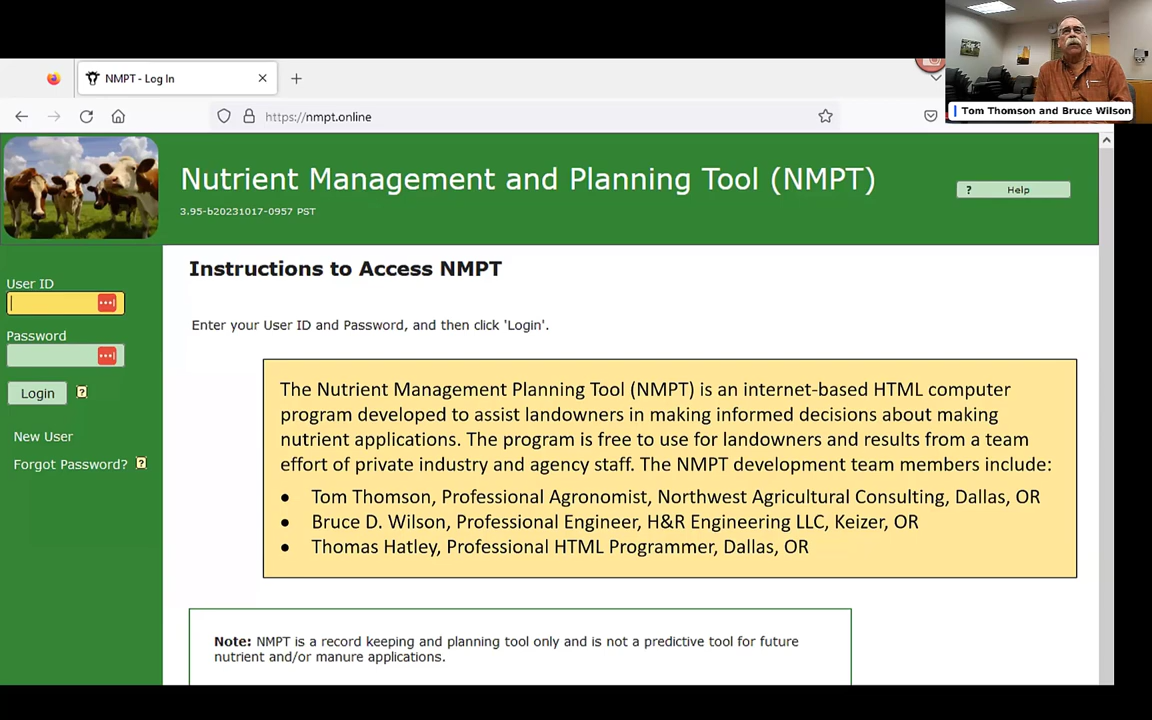 NMPT - Log In
https://nmpt.online
Tom Thomson and Bruce Wilson
Nutrient Management and Planning Tool (NMPT)
3.95-b20231017-0957 PST
? Help
User ID
Password
Login ?
New User
Forgot Password? ?
Instructions to Access NMPT
Enter your User ID and Password, and then click 'Login'.
The Nutrient Management Planning Tool (NMPT) is an internet-based HTML computer
program developed to assist landowners in making informed decisions about making
nutrient applications. The program is free to use for landowners and results from a team
effort of private industry and agency staff. The NMPT development team members include:
● Tom Thomson, Professional Agronomist, Northwest Agricultural Consulting, Dallas, OR
● Bruce D. Wilson, Professional Engineer, H&R Engineering LLC, Keizer, OR
● Thomas Hatley, Professional HTML Programmer, Dallas, OR
Note: NMPT is a record keeping and planning tool only and is not a predictive tool for future
nutrient and/or manure applications.